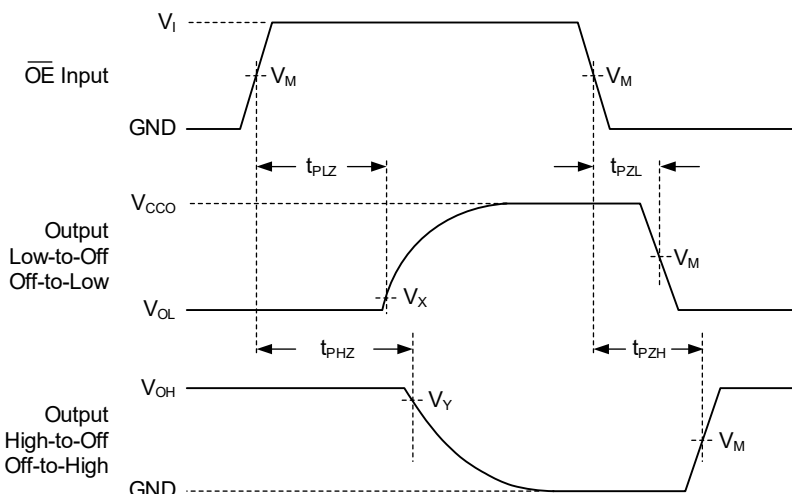 V_I
V_M
V_M
O̅E̅ Input
GND
t_PLZ
t_PZL
V_CCO
Output
Low-to-Off
Off-to-Low
V_M
V_X
V_OL
t_PHZ
t_PZH
V_OH
V_Y
Output
High-to-Off
Off-to-High
V_M
GND